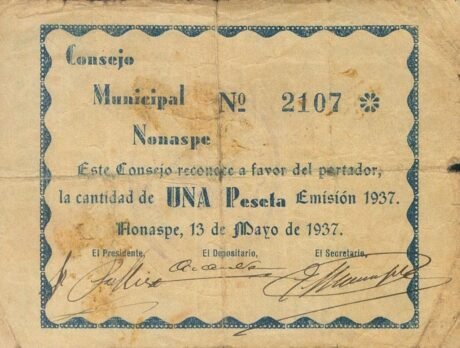 Consejo
Municipal Nº 2107 ✻
Nonaspe
Este Consejo reconoce a favor del portador,
la cantidad de UNA Peseta Emisión 1937.
Nonaspe, 13 de Mayo de 1937.
El Presidente, El Depositario, El Secretario,